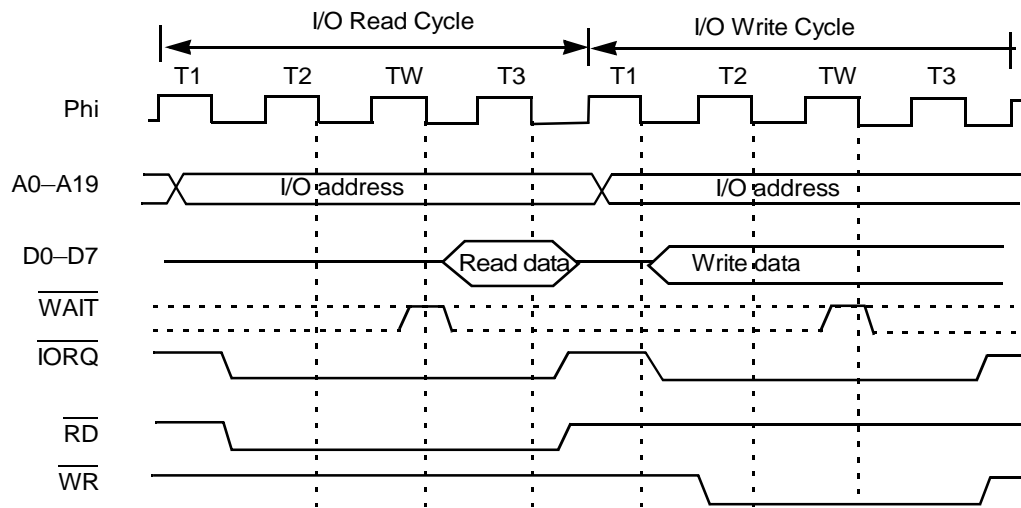 I/O Read Cycle I/O Write Cycle
T1 T2 TW T3 T1 T2 TW T3
Phi
A0–A19 I/O address I/O address
D0–D7 Read data Write data
WAIT
IORQ
RD
WR